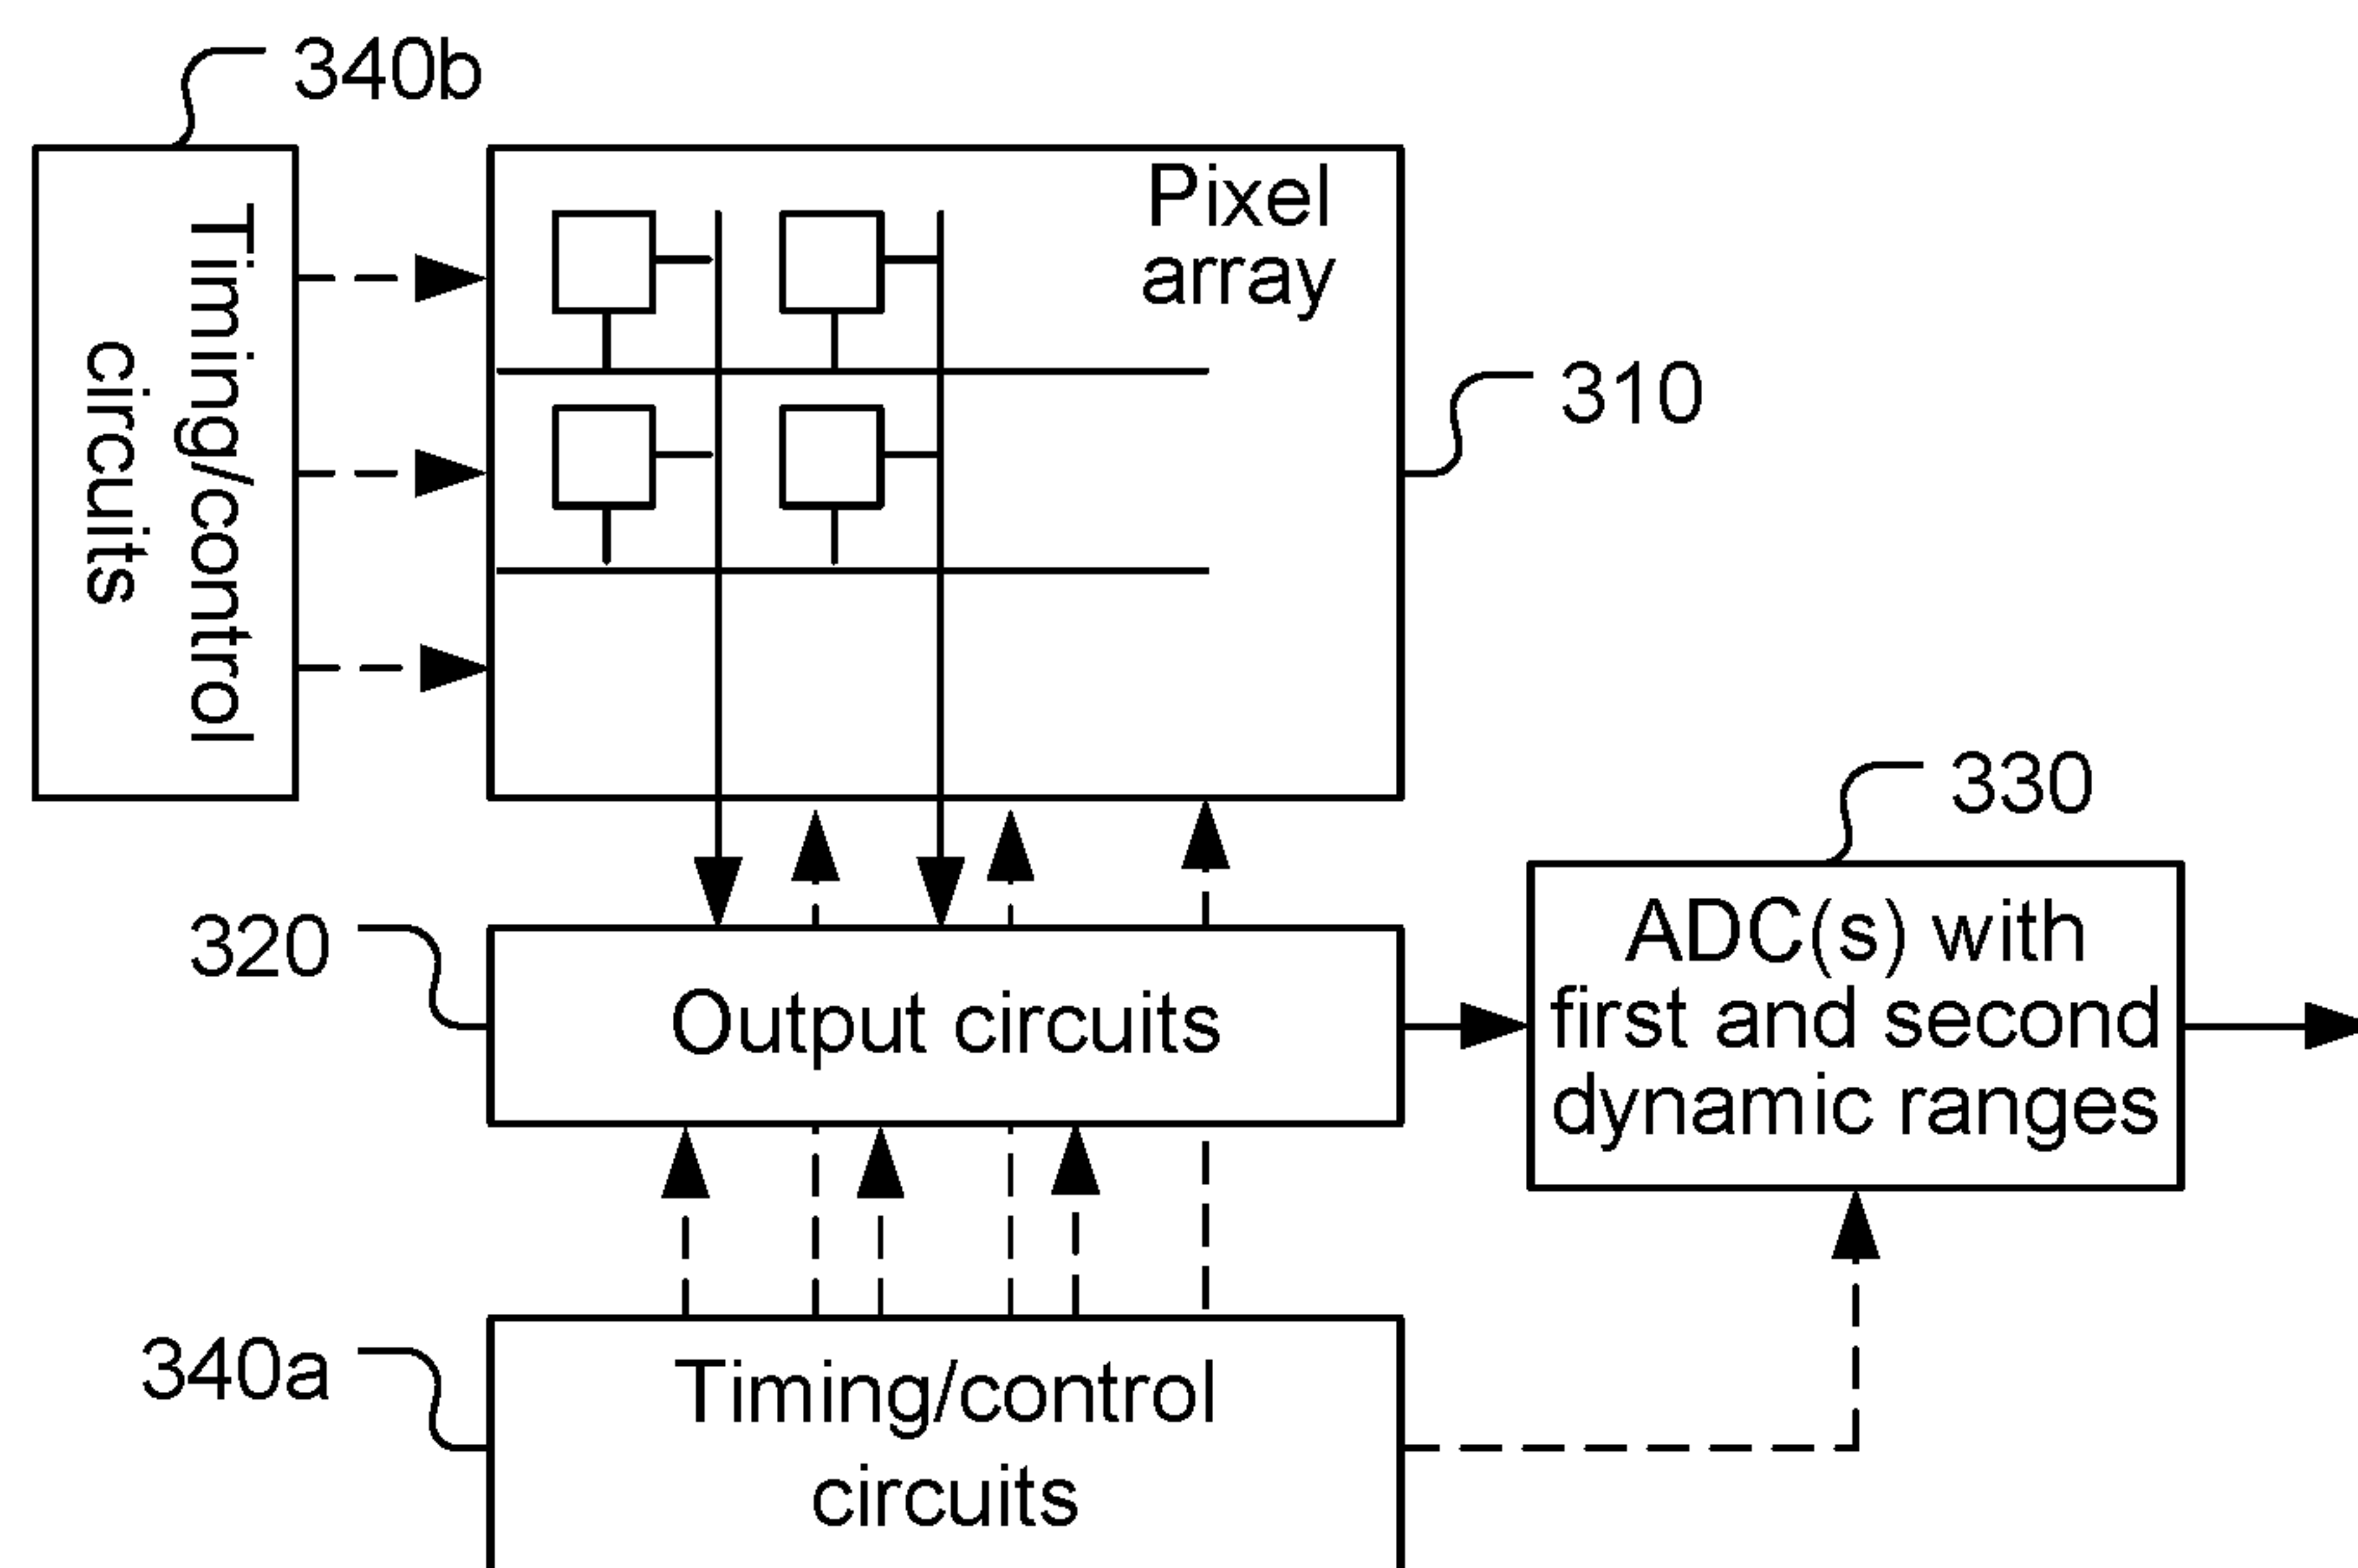 340b
Timing/control
circuits
Pixel
array
310
330
320
Output circuits
ADC(s) with
first and second
dynamic ranges
340a
Timing/control
circuits